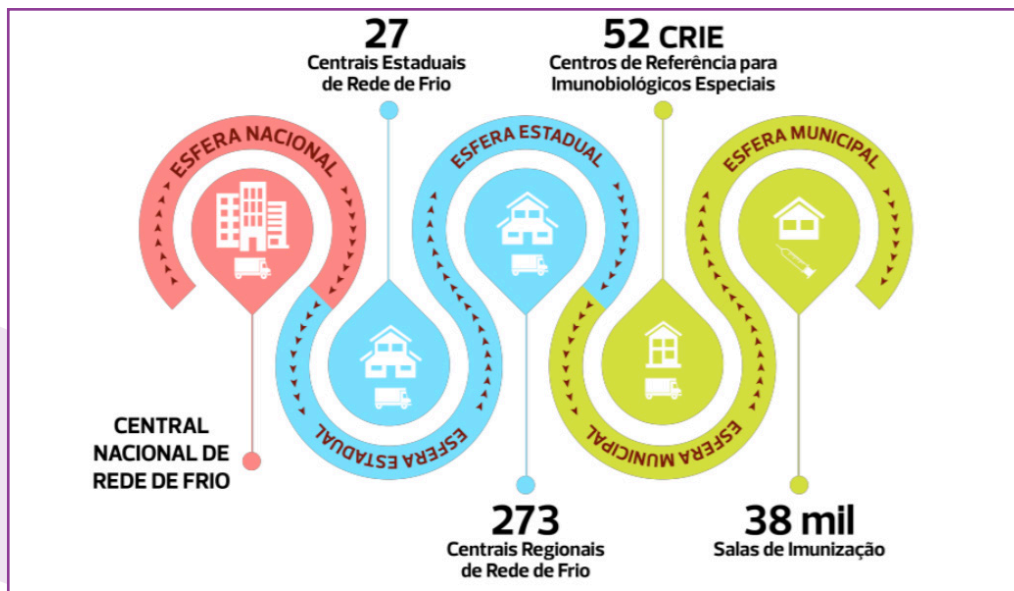 27
Centrais Estaduais
de Rede de Frio
52 CRIE
Centros de Referência para
Imunobiológicos Especiais
ESFERA NACIONAL
ESFERA ESTADUAL
ESFERA MUNICIPAL
CENTRAL
NACIONAL DE
REDE DE FRIO
ESFERA ESTADUAL
ESFERA MUNICIPAL
273
Centrais Regionais
de Rede de Frio
38 mil
Salas de Imunização